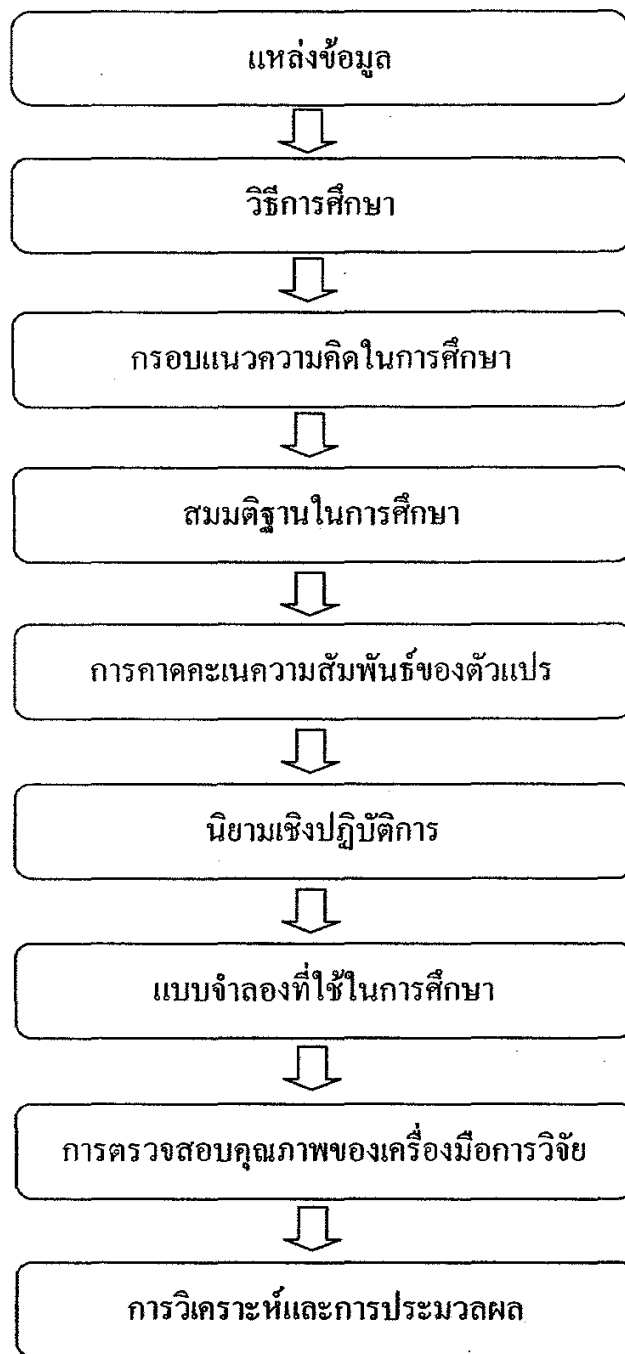 แหล่งข้อมูล
วิธีการศึกษา
กรอบแนวความคิดในการศึกษา
สมมติฐานในการศึกษา
การคาดคะเนความสัมพันธ์ของตัวแปร
นิยามเชิงปฏิบัติการ
แบบจำลองที่ใช้ในการศึกษา
การตรวจสอบคุณภาพของเครื่องมือการวิจัย
การวิเคราะห์และการประมวลผล